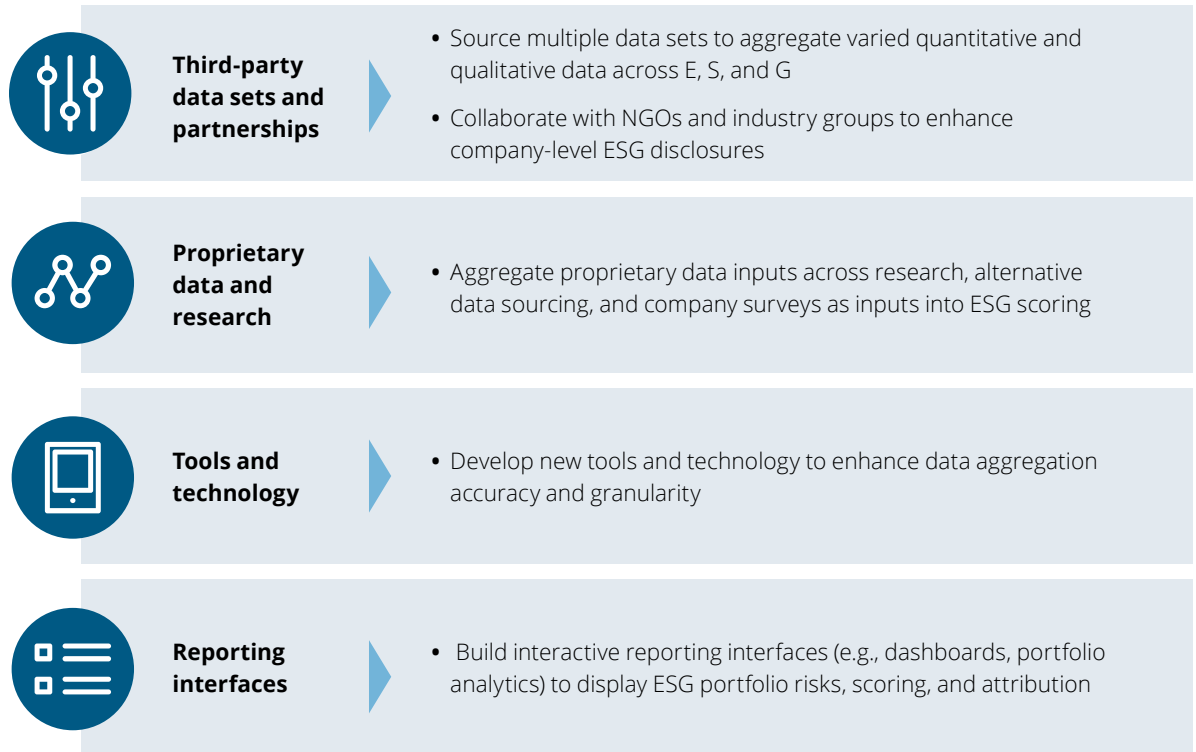 Third-party
data sets and
partnerships
• Source multiple data sets to aggregate varied quantitative and
qualitative data across E, S, and G
• Collaborate with NGOs and industry groups to enhance
company-level ESG disclosures
Proprietary
data and
research
• Aggregate proprietary data inputs across research, alternative
data sourcing, and company surveys as inputs into ESG scoring
Tools and
technology
• Develop new tools and technology to enhance data aggregation
accuracy and granularity
Reporting
interfaces
• Build interactive reporting interfaces (e.g., dashboards, portfolio
analytics) to display ESG portfolio risks, scoring, and attribution